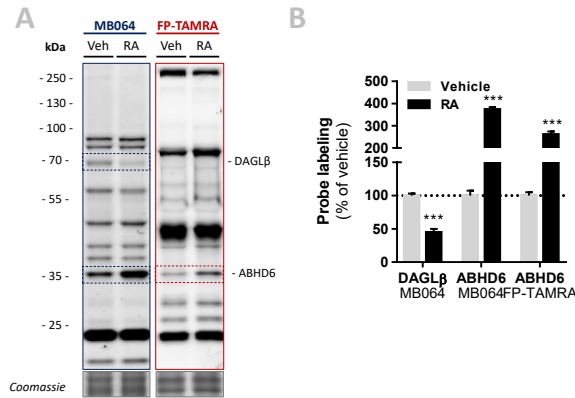 A
MB064 FP-TAMRA
kDa Veh RA Veh RA
- 250 -
- 130 -
- 100 -
- 70 -
- DAGLβ
- 55 -
- 35 -
- ABHD6
- 25 -
Coomassie
B
Probe labeling
(% of vehicle)
Vehicle
RA
500
400
300
200
150
100
50
0
***
***
***
DAGLβ ABHD6 ABHD6
MB064 MB064 FP-TAMRA